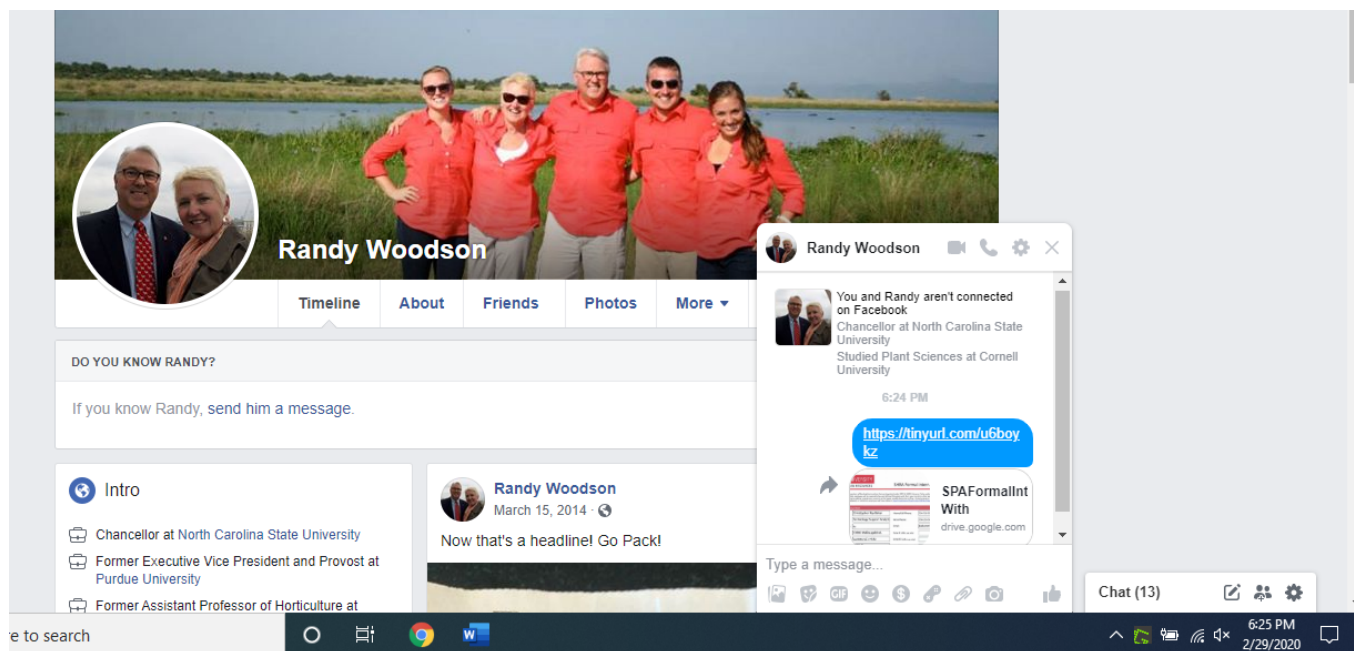 Randy Woodson
Timeline About Friends Photos More
DO YOU KNOW RANDY?
If you know Randy, send him a message.
Intro
Chancellor at North Carolina State University
Former Executive Vice President and Provost at
Purdue University
Former Assistant Professor of Horticulture at
Randy Woodson
March 15, 2014 ·
Now that's a headline! Go Pack!
Randy Woodson
You and Randy aren't connected
on Facebook
Chancellor at North Carolina State
University
Studied Plant Sciences at Cornell
University
6:24 PM
https://tinyurl.com/u6boy
kz
SPAFormalInt
With
drive.google.com
Type a message...
GIF
Chat (13)
e to search
6:25 PM
2/29/2020